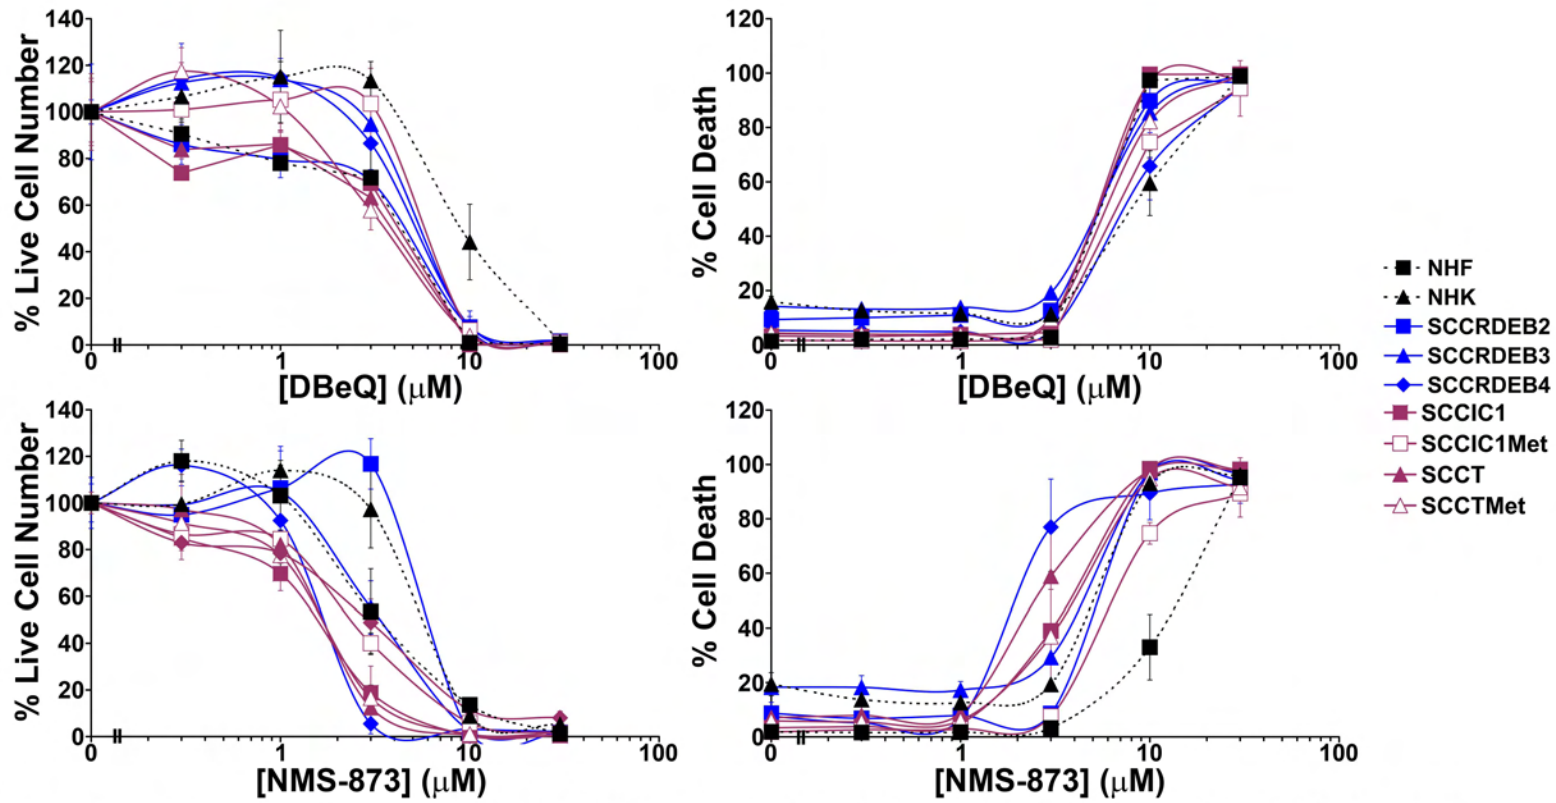 % Live Cell Number
140
120
100
80
60
40
20
0
0
1
10
100
[DBeQ] (μM)
% Cell Death
120
100
80
60
40
20
0
0
1
10
100
[DBeQ] (μM)
% Live Cell Number
140
120
100
80
60
40
20
0
0
1
10
100
[NMS-873] (μM)
% Cell Death
120
100
80
60
40
20
0
0
1
10
100
[NMS-873] (μM)
NHF
NHK
SCCRDEB2
SCCRDEB3
SCCRDEB4
SCCIC1
SCCIC1Met
SCCT
SCCTMet